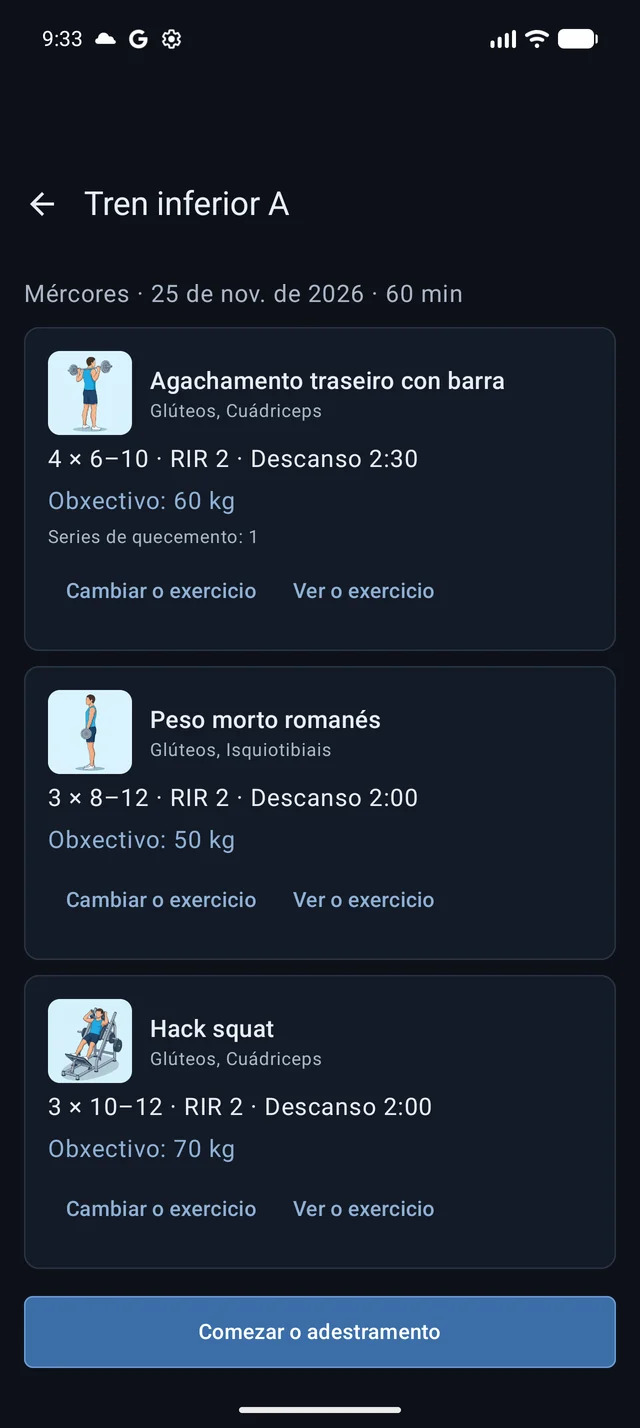 9:33
Tren inferior A
Mércores · 25 de nov. de 2026 · 60 min
Agachamento traseiro con barra
Glúteos, Cuádriceps
4 × 6–10 · RIR 2 · Descanso 2:30
Obxectivo: 60 kg
Series de quecemento: 1
Cambiar o exercicio Ver o exercicio
Peso morto romanés
Glúteos, Isquiotibiais
3 × 8–12 · RIR 2 · Descanso 2:00
Obxectivo: 50 kg
Cambiar o exercicio Ver o exercicio
Hack squat
Glúteos, Cuádriceps
3 × 10–12 · RIR 2 · Descanso 2:00
Obxectivo: 70 kg
Cambiar o exercicio Ver o exercicio
Comezar o adestramento